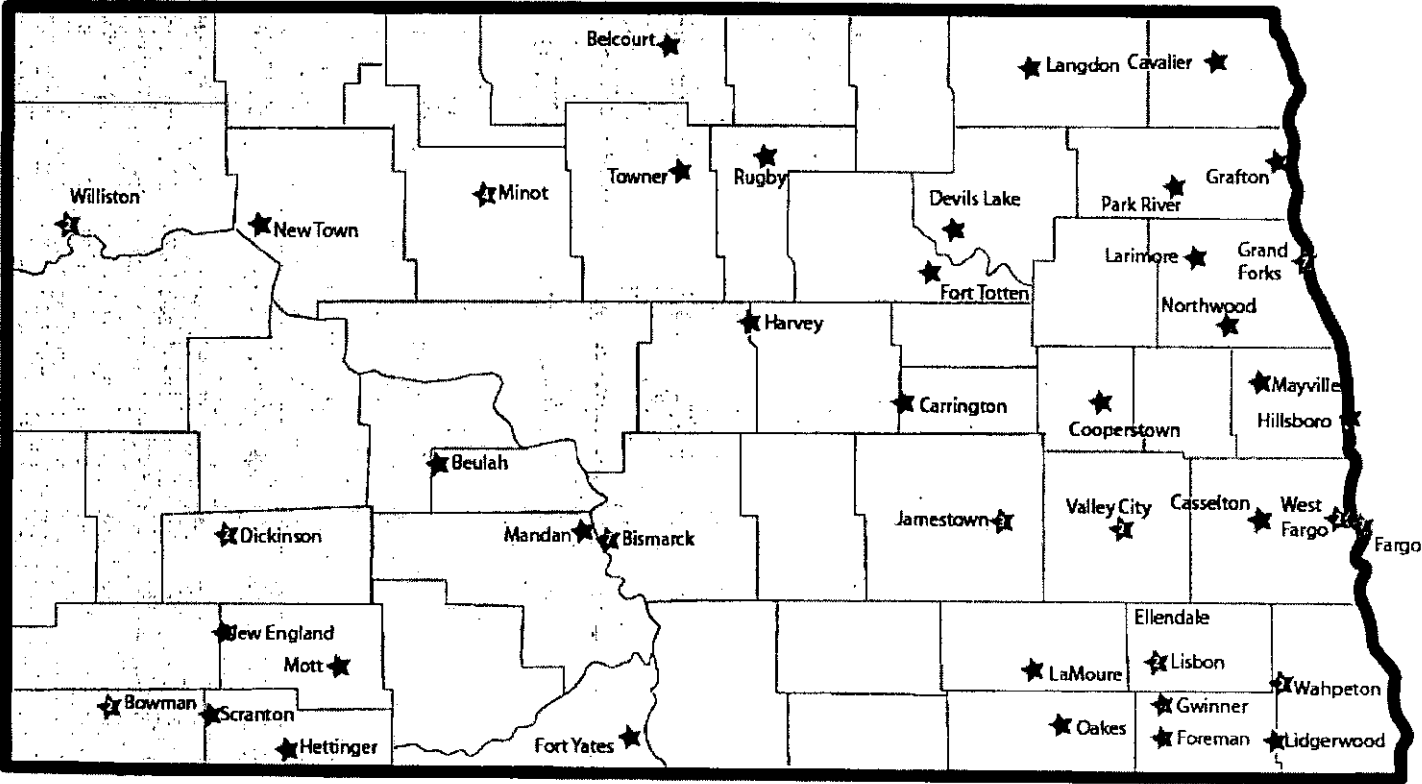 Belcourt
Langdon
Cavalier
Williston
New Town
Minot
Towner
Rugby
Devils Lake
Fort Totten
Park River
Grafton
Larimore
Grand
Forks
Northwood
Harvey
Carrington
Cooperstown
Mayville
Hillsboro
Beulah
Dickinson
Mandan
Bismarck
Jamestown
Valley City
Casselton
West
Fargo
Fargo
New England
Mott
Ellendale
LaMoure
Lisbon
Wahpeton
Bowman
Scranton
Hettinger
Fort Yates
Oakes
Gwinner
Foreman
Lidgerwood